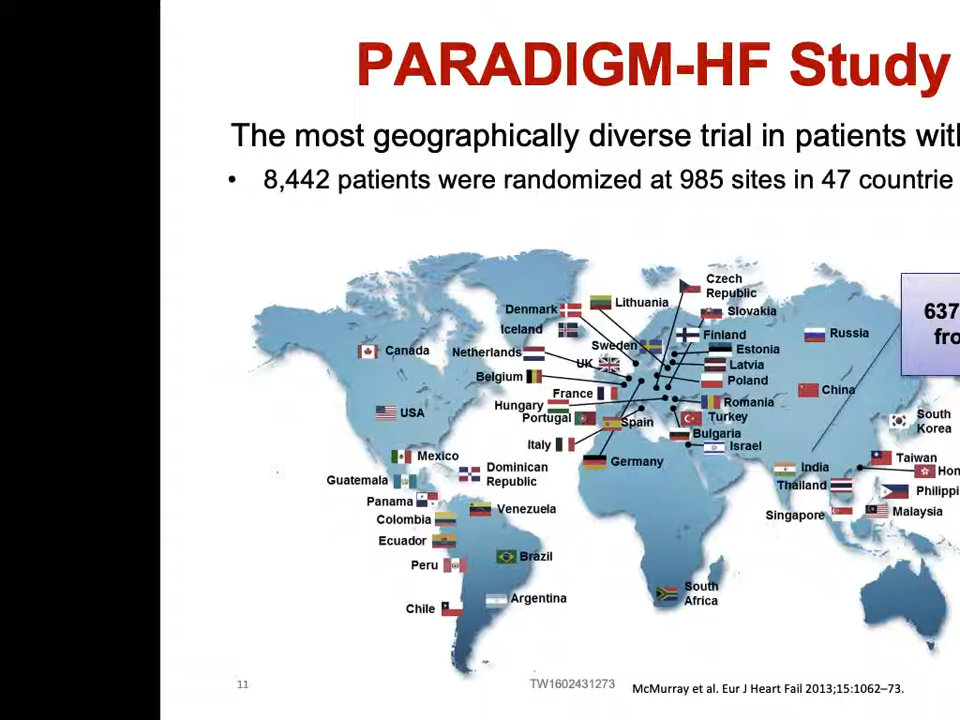 PARADIGM-HF Study
The most geographically diverse trial in patients with
• 8,442 patients were randomized at 985 sites in 47 countrie
Czech
Republic
Denmark
Lithuania
Slovakia
Iceland
Finland
Russia
Sweden
Canada
Netherlands
Estonia
UK
Latvia
Belgium
Poland
France
China
Hungary
Romania
USA
Portugal
Spain
Turkey
Bulgaria
South
Korea
Italy
Israel
Mexico
Germany
Taiwan
Dominican
Republic
India
Hon
Guatemala
Thailand
Philippi
Panama
Venezuela
Singapore
Malaysia
Colombia
Ecuador
Brazil
Peru
South
Africa
Argentina
Chile
637
fro
11
TW1602431273
McMurray et al. Eur J Heart Fail 2013;15:1062–73.